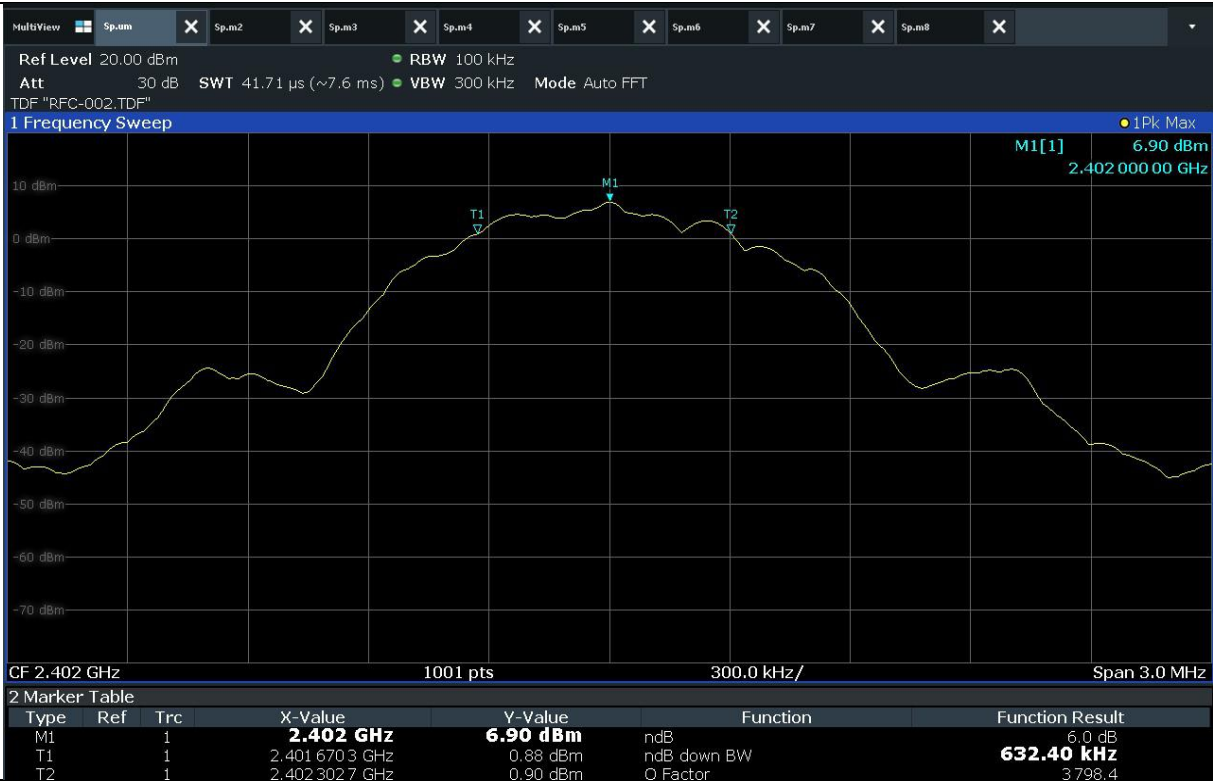 MultiView Sp.um Sp.m2 Sp.m3 Sp.m4 Sp.m5 Sp.m6 Sp.m7 Sp.m8
Ref Level 20.00 dBm RBW 100 kHz
Att 30 dB SWT 41.71 µs (~7.6 ms) VBW 300 kHz Mode Auto FFT
TDF "RFC-002.TDF"
1 Frequency Sweep 1Pk Max
M1[1] 6.90 dBm
2.402 000 00 GHz
10 dBm
M1
T1
T2
0 dBm
-10 dBm
-20 dBm
-30 dBm
-40 dBm
-50 dBm
-60 dBm
-70 dBm
CF 2.402 GHz 1001 pts 300.0 kHz/ Span 3.0 MHz
2 Marker Table
Type Ref Trc X-Value Y-Value Function Function Result
M1 1 2.402 GHz 6.90 dBm ndB 6.0 dB
T1 1 2.401 670 3 GHz 0.88 dBm ndB down BW 632.40 kHz
T2 1 2.402 302 7 GHz 0.90 dBm Q Factor 3 798.4